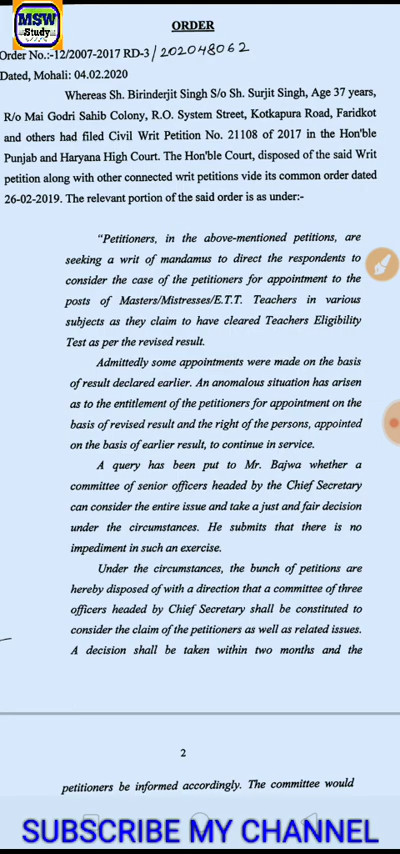 MSW
Study
ORDER
Order No.:-12/2007-2017 RD-3/202048062
Dated, Mohali: 04.02.2020
Whereas Sh. Birinderjit Singh S/o Sh. Surjit Singh, Age 37 years,
R/o Mai Godri Sahib Colony, R.O. System Street, Kotkapura Road, Faridkot
and others had filed Civil Writ Petition No. 21108 of 2017 in the Hon'ble
Punjab and Haryana High Court. The Hon'ble Court, disposed of the said Writ
petition along with other connected writ petitions vide its common order dated
26-02-2019. The relevant portion of the said order is as under:-
"Petitioners, in the above-mentioned petitions, are
seeking a writ of mandamus to direct the respondents to
consider the case of the petitioners for appointment to the
posts of Masters/Mistresses/E.T.T. Teachers in various
subjects as they claim to have cleared Teachers Eligibility
Test as per the revised result.
Admittedly some appointments were made on the basis
of result declared earlier. An anomalous situation has arisen
as to the entitlement of the petitioners for appointment on the
basis of revised result and the right of the persons, appointed
on the basis of earlier result, to continue in service.
A query has been put to Mr. Bajwa whether a
committee of senior officers headed by the Chief Secretary
can consider the entire issue and take a just and fair decision
under the circumstances. He submits that there is no
impediment in such an exercise.
Under the circumstances, the bunch of petitions are
hereby disposed of with a direction that a committee of three
officers headed by Chief Secretary shall be constituted to
consider the claim of the petitioners as well as related issues.
A decision shall be taken within two months and the
2
petitioners be informed accordingly. The committee would
SUBSCRIBE MY CHANNEL